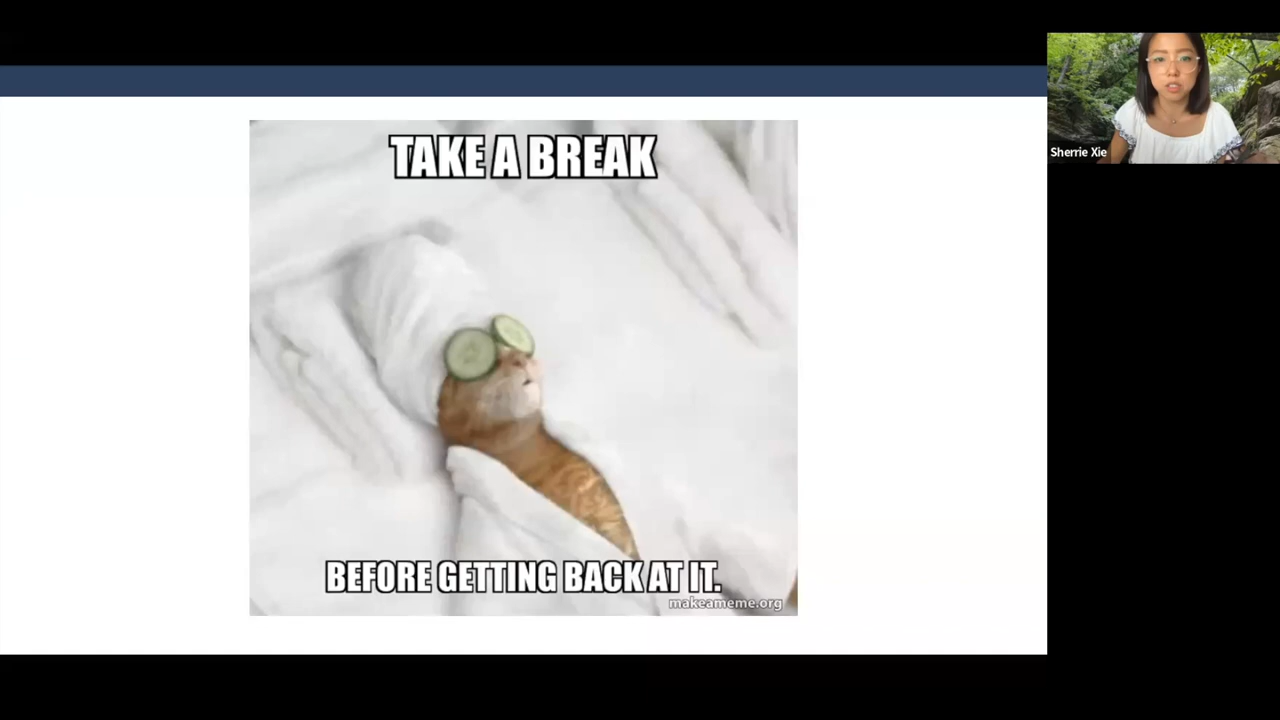 TAKE A BREAK
Sherrie Xie
BEFORE GETTING BACK AT IT.
makeameme.org